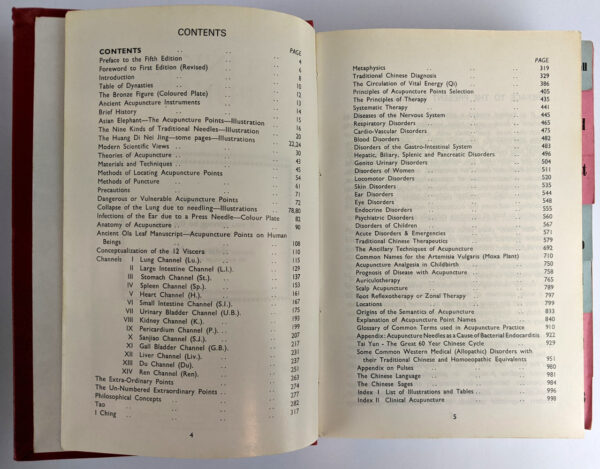 CONTENTS
CONTENTS .. .. .. PAGE
Preface to the Fifth Edition .. .. 4
Foreword to First Edition (Revised) .. .. 6
Introduction .. .. .. 8
Table of Dynasties .. .. .. 10
The Bronze Figure (Coloured Plate) .. .. 12
Ancient Acupuncture Instruments .. .. 13
Brief History .. .. .. 14
Asian Elephant—The Acupuncture Points—Illustration .. 15
The Nine Kinds of Traditional Needles—Illustration .. 16
The Huang Di Nei Jing—some pages—Illustration .. 20
Modern Scientific Views .. .. .. 22,24
Theories of Acupuncture .. .. .. 30
Materials and Techniques .. .. .. 43
Methods of Locating Acupuncture Points .. .. 45
Methods of Puncture .. .. .. 54
61
Precautions .. .. .. 71
Dangerous or Vulnerable Acupuncture Points .. .. 72
Collapse of the Lung due to needling—Illustrations .. 78,80
Infections of the Ear due to a Press Needle—Colour Plate 82
Anatomy of Acupuncture .. .. .. 90
Ancient Ola Leaf Manuscript—Acupuncture Points on Human
Beings .. .. .. 108
Conceptualization of the 12 Viscera .. .. 110
Channels I Lung Channel (Lu.). .. .. 115
II Large Intestine Channel (L.I.). .. 129
III Stomach Channel (St.). .. .. 137
IV Spleen Channel (Sp.). .. .. 153
V Heart Channel (H.). .. .. 161
VI Small Intestine Channel (S.I.). .. 167
VII Urinary Bladder Channel (U.B.). .. 175
VIII Kidney Channel (K.). .. .. 193
IX Pericardium Channel (P.). .. .. 199
X Sanjiao Channel (S.J.). .. .. 207
XI Gall Bladder Channel (G.B.). .. 217
XII Liver Channel (Liv.). .. .. 231
XIII Du Channel (Du). .. .. 237
XIV Ren Channel (Ren). .. .. 251
The Extra-Ordinary Points .. .. .. 263
The Un-Numbered Extraordinary Points .. .. 274
Philosophical Concepts .. .. .. 277
Tao .. .. .. 282
I Ching .. .. .. 317
4
PAGE
Metaphysics .. .. .. 319
Traditional Chinese Diagnosis .. .. 329
The Circulation of Vital Energy (Qi) .. .. 386
Principles of Acupuncture Points Selection .. .. 405
The Principles of Therapy .. .. 435
Systematic Therapy .. .. 441
Diseases of the Nervous System .. .. 445
Respiratory Disorders .. .. 465
Cardio-Vascular Disorders .. .. 475
Blood Disorders .. .. 482
Disorders of the Gastro-Intestinal System .. .. 483
Hepatic, Biliary, Splenic and Pancreatic Disorders .. 496
Genito Urinary Disorders .. .. 504
Disorders of Women .. .. 511
Locomotor Disorders .. .. 520
Skin Disorders .. .. 535
Ear Disorders .. .. 544
Eye Disorders .. .. 548
Endocrine Disorders .. .. 555
Psychiatric Disorders .. .. 560
Disorders of Children .. .. 569
Acute Disorders & Emergencies .. .. 571
Traditional Chinese Therapeutics .. .. 579
The Ancillary Techniques of Acupuncture .. .. 692
Common Names for the Artemisia Vulgaris (Moxa Plant) .. 710
Acupuncture Analgesia in Childbirth .. .. 750
Prognosis of Disease with Acupuncture .. .. 758
Auriculotherapy .. .. 765
Scalp Acupuncture .. .. 789
Foot Reflexotherapy or Zonal Therapy .. .. 797
Locations .. .. 799
Origins of the Semantics of Acupuncture .. .. 833
Explanation of Acupuncture Point Names .. .. 840
Glossary of Common Terms used in Acupuncture Practice .. 910
Appendix: Acupuncture Needles as a Cause of Bacterial Endocarditis 922
Tai Yun - The Great 60 Year Chinese Cycle .. .. 929
Some Common Western Medical (Allopathic) Disorders with
their Traditional Chinese and Homoeopathic Equivalents 951
Appendix on Pulses .. .. 980
The Chinese Language .. .. 981
The Chinese Sages .. .. 984
Index I List of Illustrations and Tables .. .. 996
Index II Clinical Acupuncture .. .. 998
5